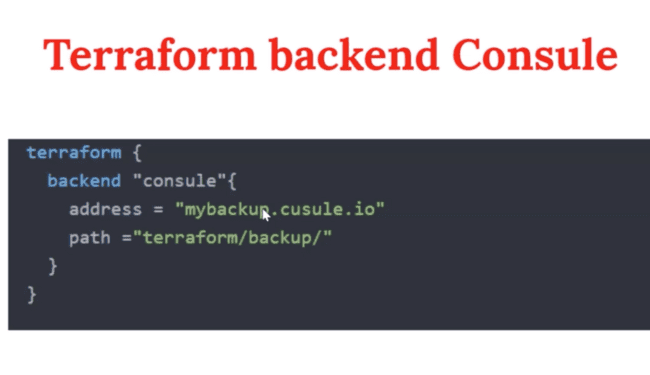 Terraform backend Consule
terraform {
backend "consule"{
address = "mybackup.cusule.io"
path ="terraform/backup/"
}
}